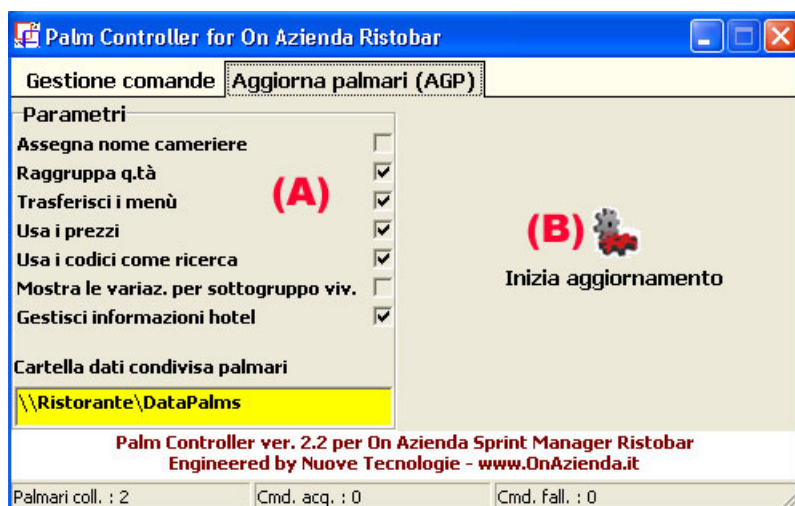 Palm Controller for On Azienda Ristobar
Gestione comande Aggiorna palmari (AGP)
Parametri
Assegna nome cameriere
Raggruppa q.tà
Trasferisci i menù
Usa i prezzi
Usa i codici come ricerca
Mostra le variaz. per sottogruppo viv.
Gestisci informazioni hotel
(A)
(B)
Inizia aggiornamento
Cartella dati condivisa palmari
\\Ristorante\DataPalms
Palm Controller ver. 2.2 per On Azienda Sprint Manager Ristobar
Engineered by Nuove Tecnologie - www.OnAzienda.it
Palmari coll. : 2 Cmd. acq. : 0 Cmd. fall. : 0